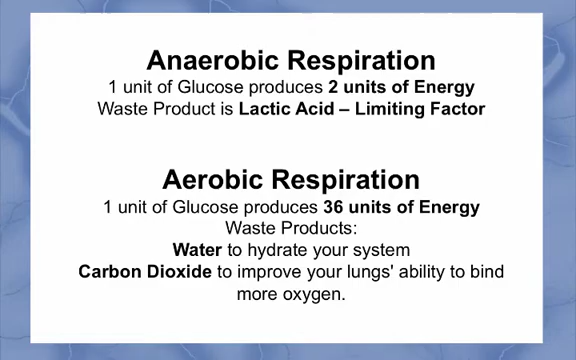 Anaerobic Respiration
1 unit of Glucose produces 2 units of Energy
Waste Product is Lactic Acid – Limiting Factor
Aerobic Respiration
1 unit of Glucose produces 36 units of Energy
Waste Products:
Water to hydrate your system
Carbon Dioxide to improve your lungs' ability to bind
more oxygen.